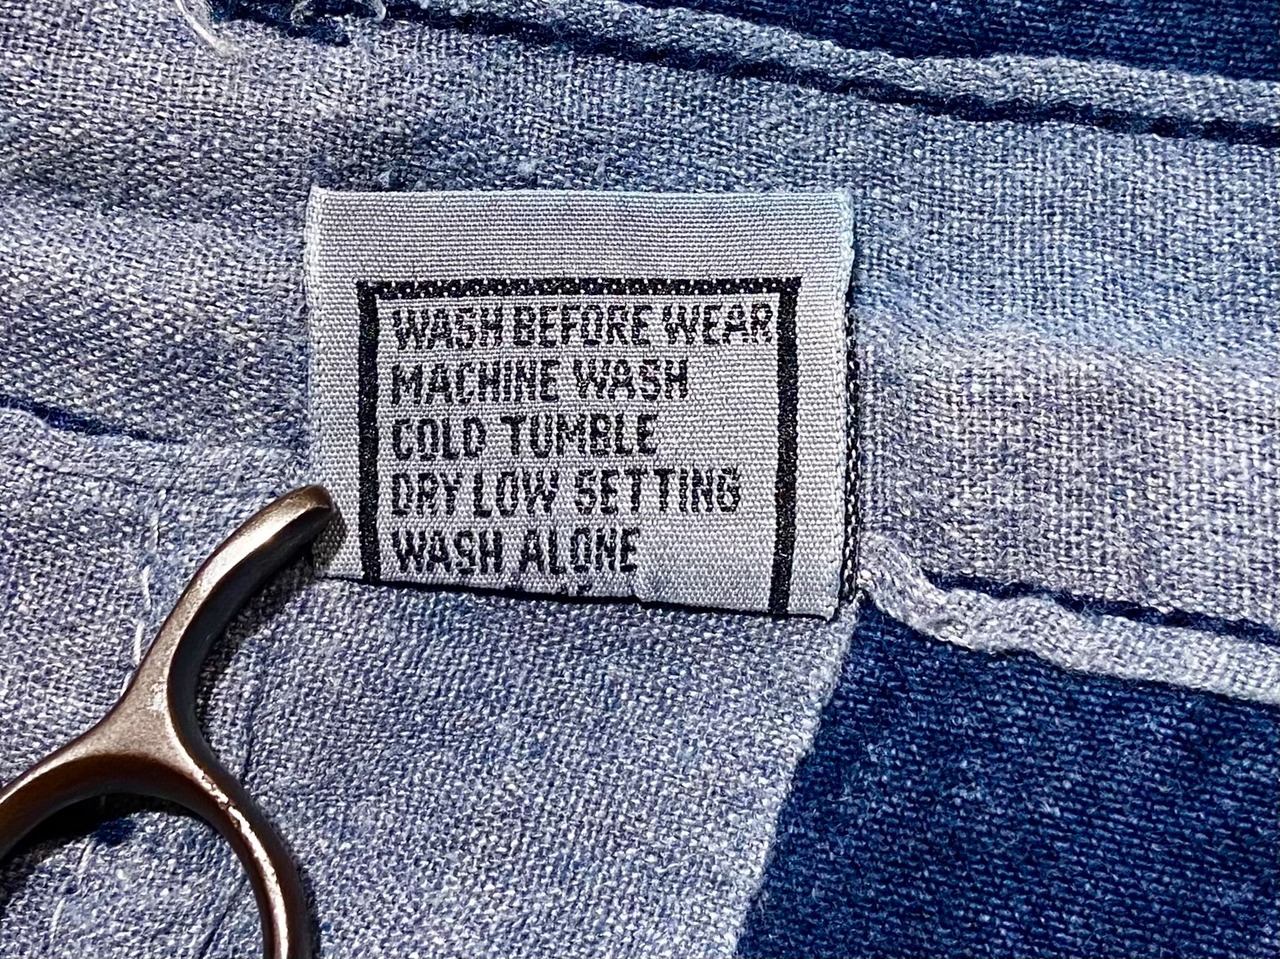 WASH BEFORE WEAR
MACHINE WASH
COLD TUMBLE
DRY LOW SETTING
WASH ALONE